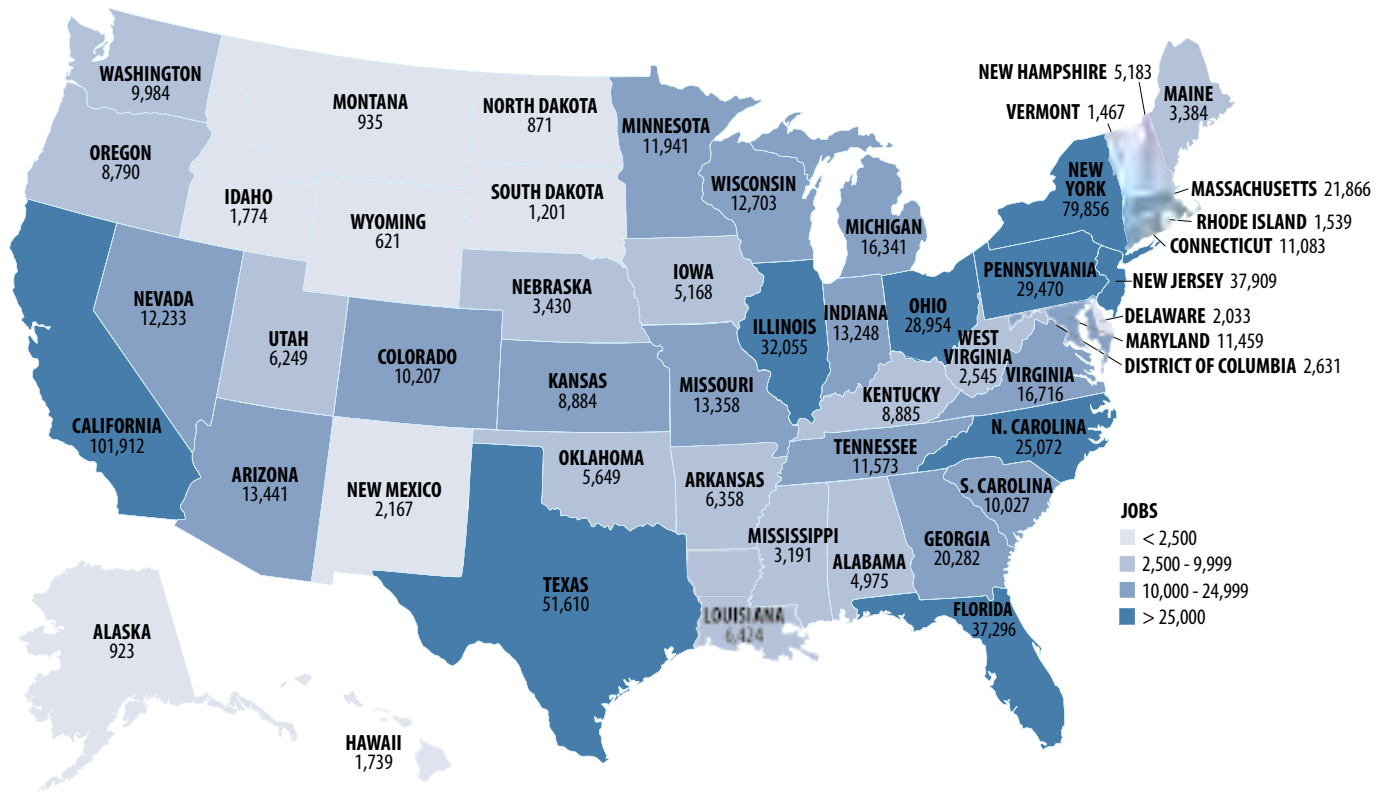 WASHINGTON
9,984
OREGON
8,790
IDAHO
1,774
MONTANA
935
WYOMING
621
NORTH DAKOTA
871
SOUTH DAKOTA
1,201
MINNESOTA
11,941
WISCONSIN
12,703
MICHIGAN
16,341
NEW
YORK
79,856
VERMONT 1,467
NEW HAMPSHIRE 5,183
MAINE
3,384
MASSACHUSETTS 21,866
RHODE ISLAND 1,539
CONNECTICUT 11,083
NEW JERSEY 37,909
DELAWARE 2,033
MARYLAND 11,459
DISTRICT OF COLUMBIA 2,631
PENNSYLVANIA
29,470
NEVADA
12,233
UTAH
6,249
COLORADO
10,207
NEBRASKA
3,430
IOWA
5,168
ILLINOIS
32,055
INDIANA
13,248
OHIO
28,954
WEST
VIRGINIA
2,545
VIRGINIA
16,716
KANSAS
8,884
MISSOURI
13,358
KENTUCKY
8,885
CALIFORNIA
101,912
ARIZONA
13,441
NEW MEXICO
2,167
OKLAHOMA
5,649
ARKANSAS
6,358
TENNESSEE
11,573
N. CAROLINA
25,072
S. CAROLINA
10,027
MISSISSIPPI
3,191
ALABAMA
4,975
GEORGIA
20,282
TEXAS
51,610
LOUISIANA
6,424
FLORIDA
37,296
ALASKA
923
HAWAII
1,739
JOBS
< 2,500
2,500 - 9,999
10,000 - 24,999
> 25,000